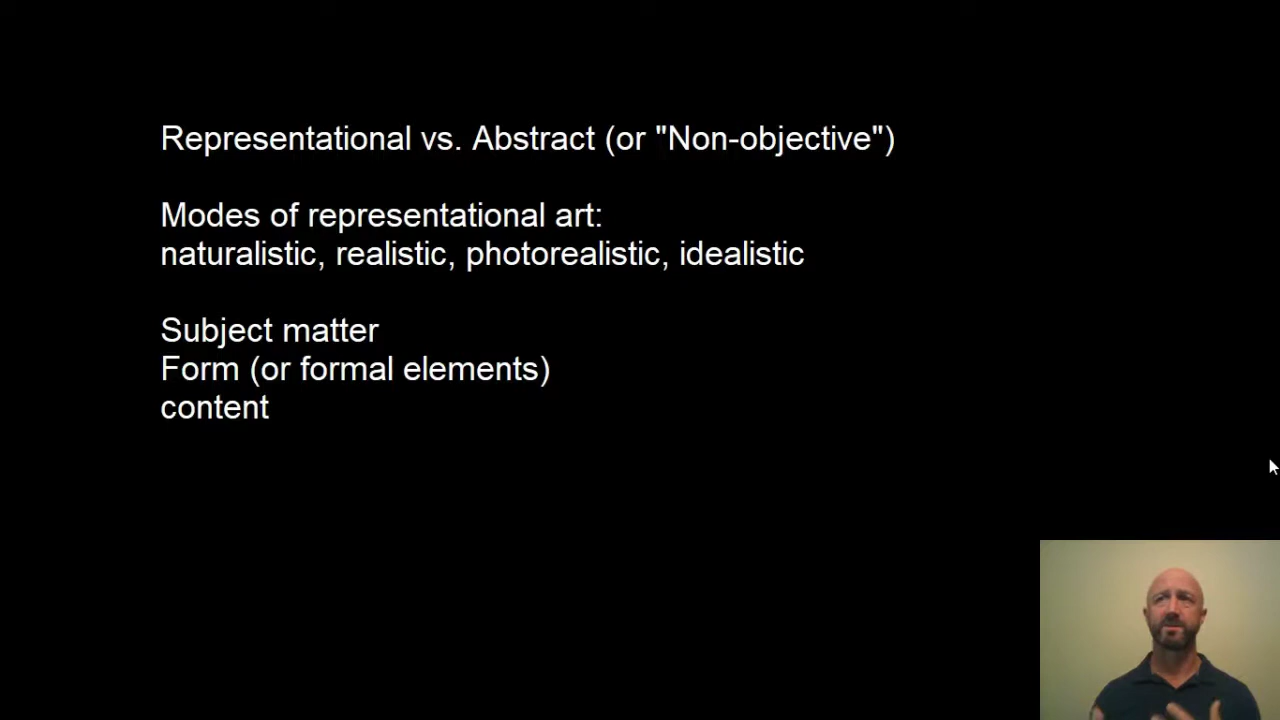 Representational vs. Abstract (or "Non-objective")
Modes of representational art:
naturalistic, realistic, photorealistic, idealistic
Subject matter
Form (or formal elements)
content